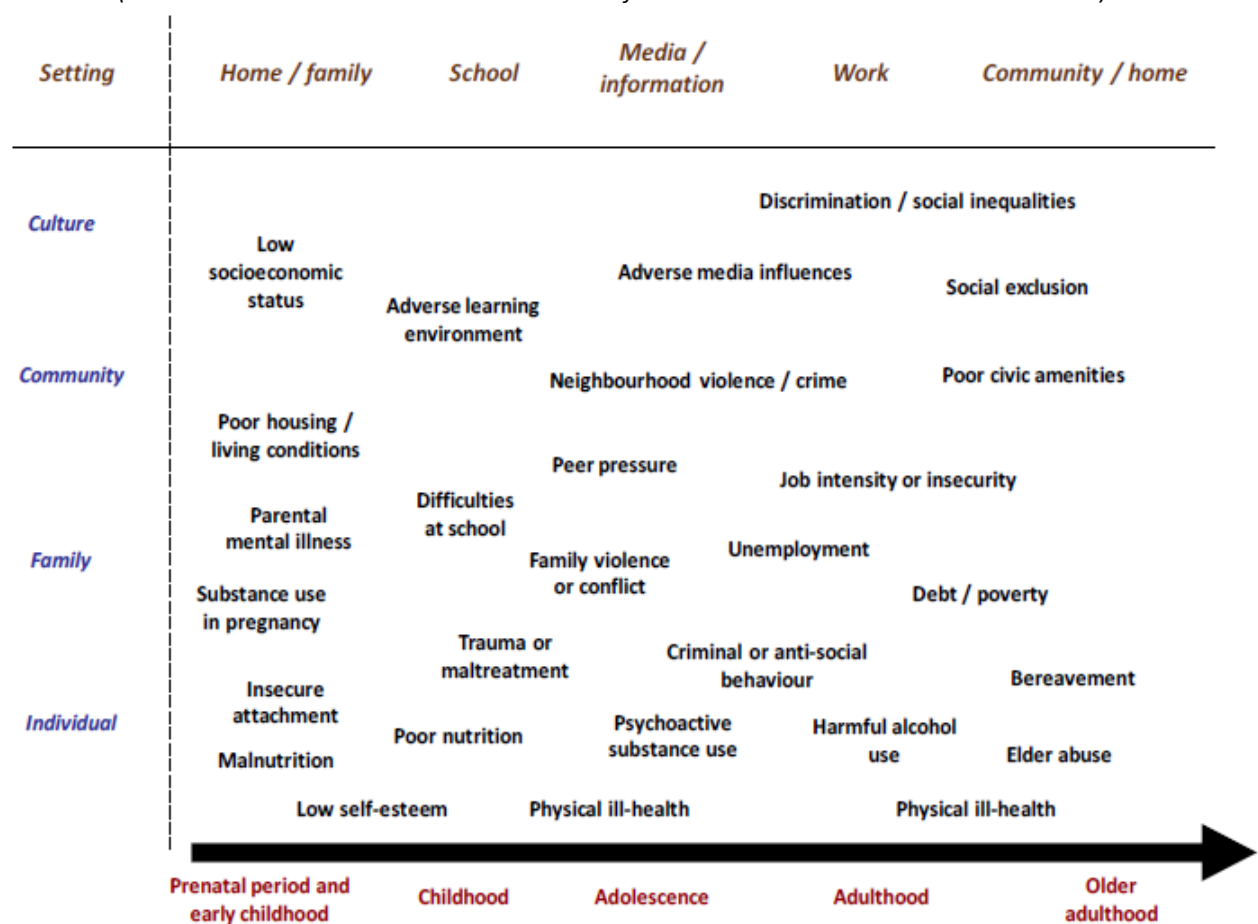 Setting
Home / family
School
Media /
information
Work
Community / home
Discrimination / social inequalities
Culture
Low
socioeconomic
status
Adverse media influences
Social exclusion
Adverse learning
environment
Community
Neighbourhood violence / crime
Poor civic amenities
Poor housing /
living conditions
Peer pressure
Job intensity or insecurity
Difficulties
at school
Parental
mental illness
Family
Family violence
or conflict
Unemployment
Substance use
in pregnancy
Debt / poverty
Trauma or
maltreatment
Criminal or anti-social
behaviour
Bereavement
Insecure
attachment
Individual
Poor nutrition
Psychoactive
substance use
Harmful alcohol
use
Elder abuse
Malnutrition
Low self-esteem
Physical ill-health
Physical ill-health
Prenatal period and
early childhood
Childhood
Adolescence
Adulthood
Older
adulthood